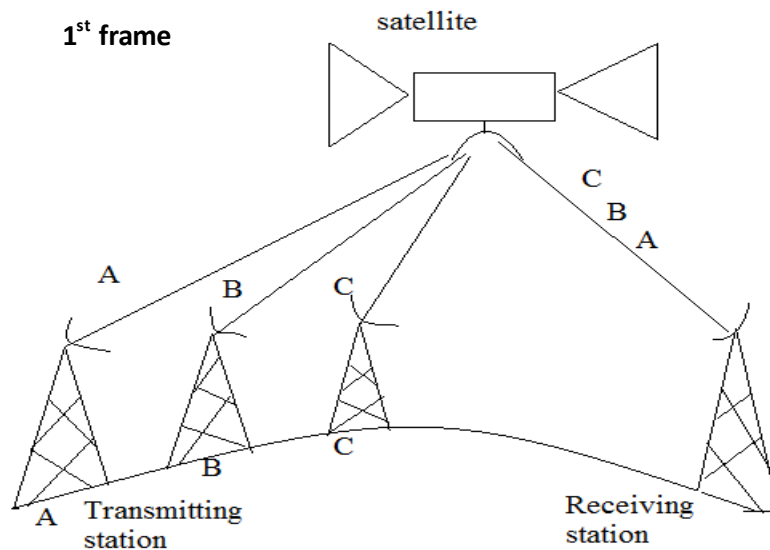 1st frame
satellite
C
B
A
A
B
C
B
C
A
Transmitting
station
Receiving
station